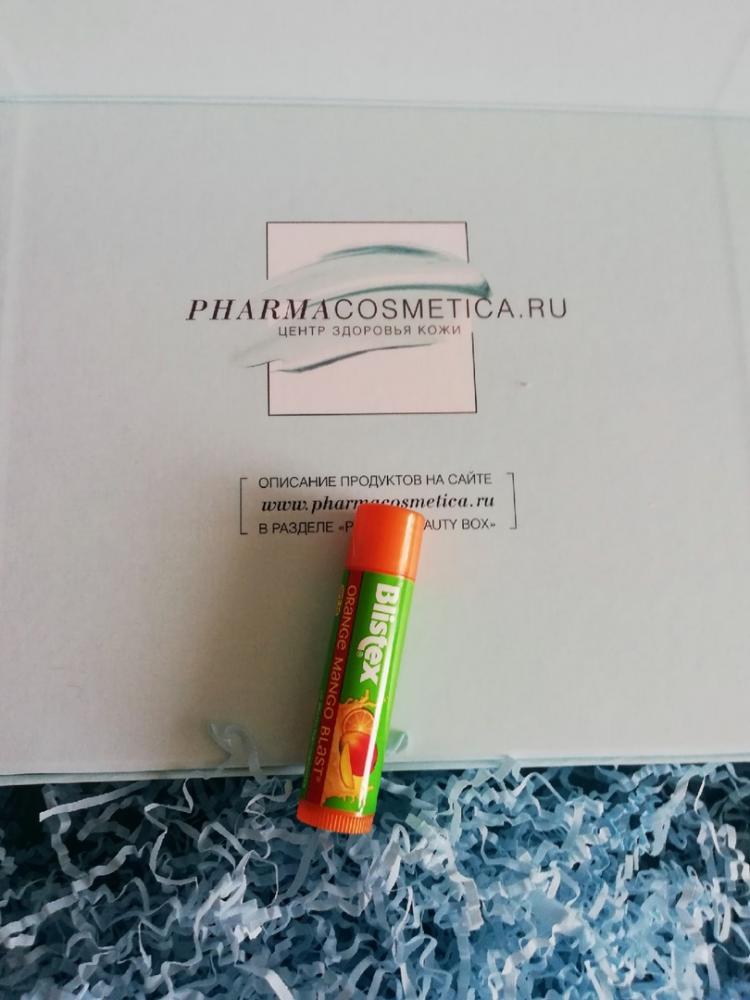 PHARMACOSMETICA.RU
ЦЕНТР ЗДОРОВЬЯ КОЖИ
ОПИСАНИЕ ПРОДУКТОВ НА САЙТЕ
www.pharmacosmetica.ru
В РАЗДЕЛЕ «P AUTY BOX»
Blistex®
ORANGE MANGO BLAST®